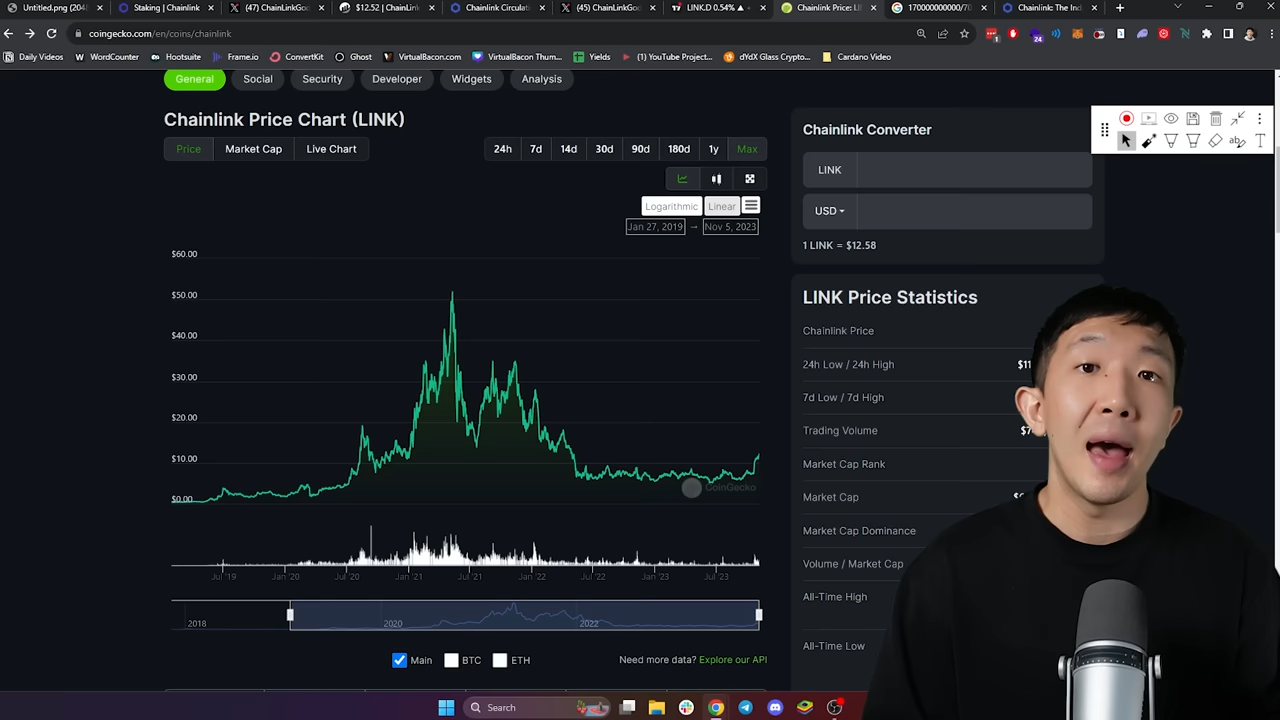 Untitled.png (204
Staking | Chainlink
(47) ChainLinkGod
$12.52 | ChainLin
Chainlink Circulati
(45) ChainLinkGod
LINK.D 0.54% ▲
Chainlink Price: LI
170000000000/70
Chainlink: The Ind
coingecko.com/en/coins/chainlink
Daily Videos
WordCounter
Hootsuite
Frame.io
ConvertKit
Ghost
VirtualBacon.com
VirtualBacon Thum...
Yields
(1) YouTube Project...
dYdX Glass Crypto...
Cardano Video
General
Social
Security
Developer
Widgets
Analysis
Chainlink Price Chart (LINK)
Price
Market Cap
Live Chart
24h
7d
14d
30d
90d
180d
1y
Max
Logarithmic
Linear
Jan 27, 2019 → Nov 5, 2023
$60.00
$50.00
$40.00
$30.00
$20.00
$10.00
$0.00
CoinGecko
Jul '19
Jan '20
Jul '20
Jan '21
Jul '21
Jan '22
Jul '22
Jan '23
Jul '23
2018
2020
2022
Main
BTC
ETH
Need more data? Explore our API
Chainlink Converter
LINK
USD
1 LINK = $12.58
LINK Price Statistics
Chainlink Price
24h Low / 24h High
$11
7d Low / 7d High
Trading Volume
$7
Market Cap Rank
Market Cap
Market Cap Dominance
Volume / Market Cap
All-Time High
All-Time Low
Search